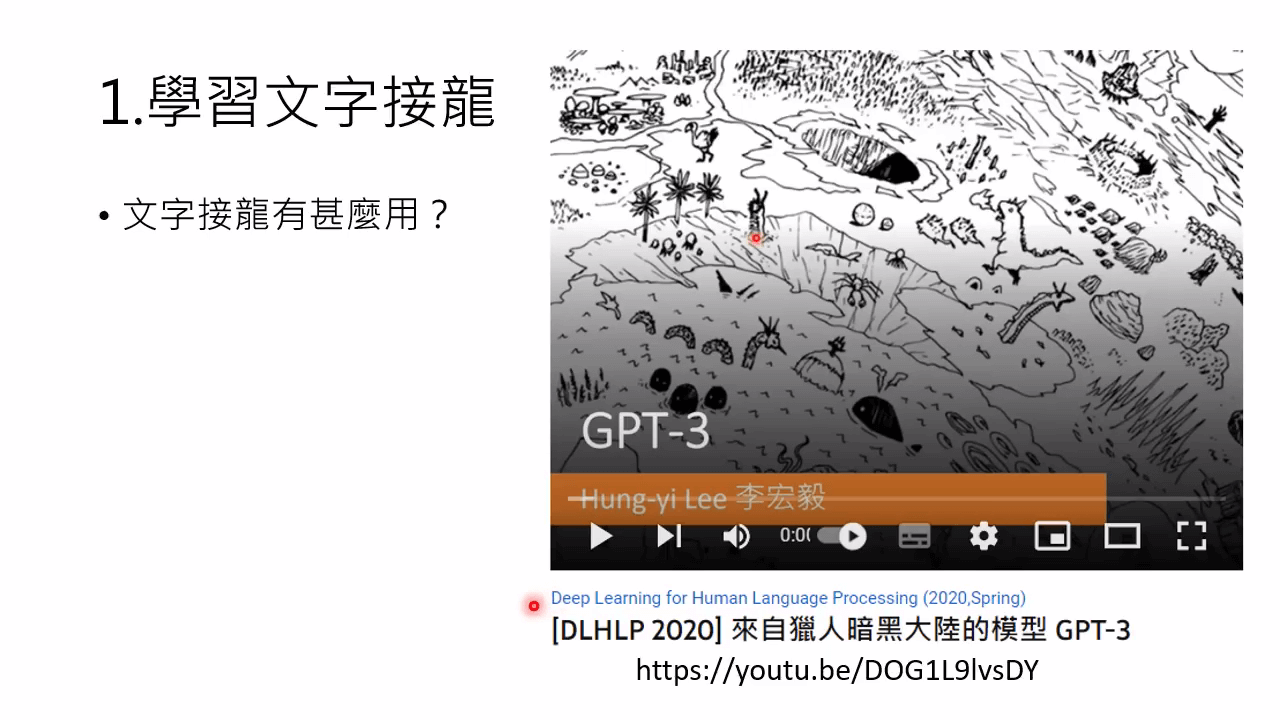 1.學習文字接龍
• 文字接龍有甚麼用？
GPT-3
Hung-yi Lee 李宏毅
0:00
Deep Learning for Human Language Processing (2020,Spring)
[DLHLP 2020] 來自獵人暗黑大陸的模型 GPT-3
https://youtu.be/DOG1L9lvsDY